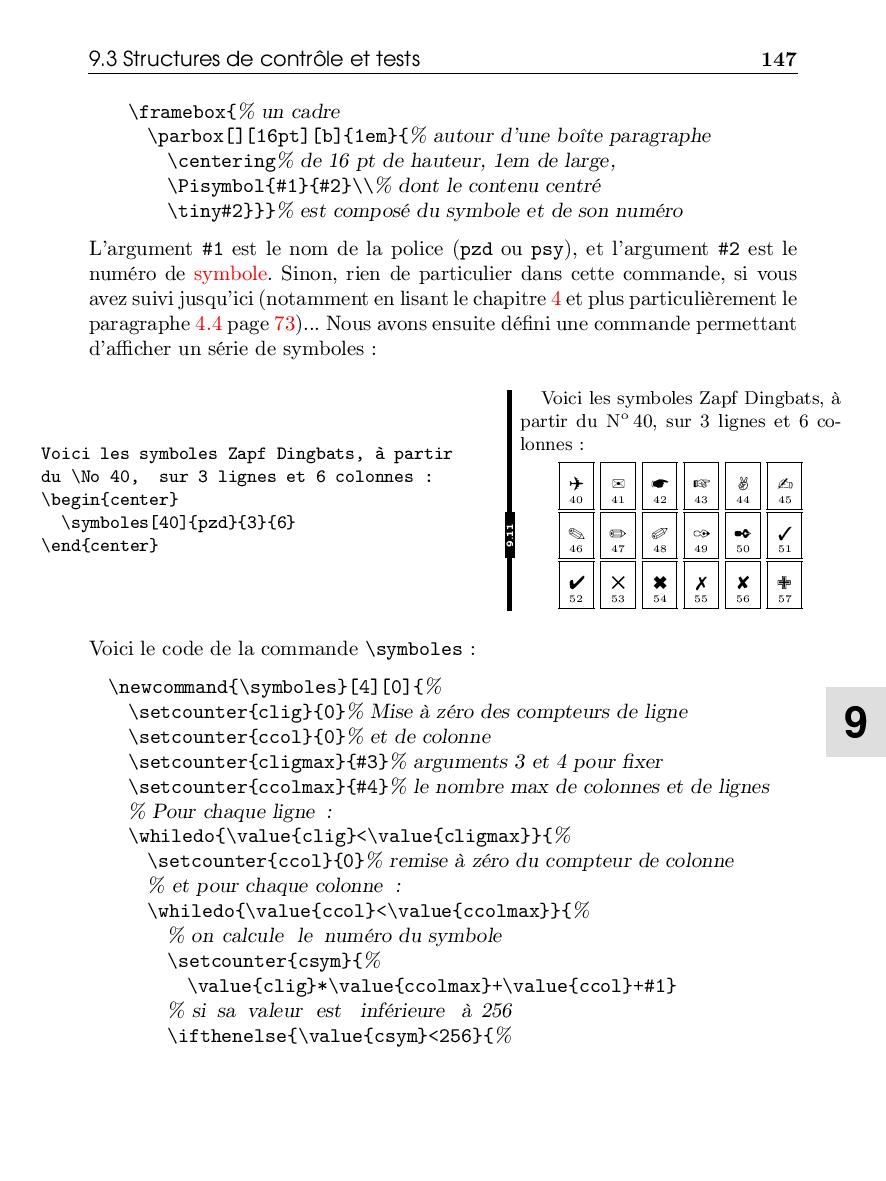 9.3 Structures de contrôle et tests 147
\framebox{% un cadre
\parbox[][16pt][b]{1em}{% autour d'une boîte paragraphe
\centering% de 16 pt de hauteur, 1em de large,
\Pisymbol{#1}{#2}\\% dont le contenu centré
\tiny#2}}}% est composé du symbole et de son numéro
L'argument #1 est le nom de la police (pzd ou psy), et l'argument #2 est le
numéro de symbole. Sinon, rien de particulier dans cette commande, si vous
avez suivi jusqu'ici (notamment en lisant le chapitre 4 et plus particulièrement le
paragraphe 4.4 page 73)... Nous avons ensuite défini une commande permettant
d'afficher un série de symboles :
Voici les symboles Zapf Dingbats, à partir
du \No 40, sur 3 lignes et 6 colonnes :
\begin{center}
\symboles[40]{pzd}{3}{6}
\end{center}
9.11
Voici les symboles Zapf Dingbats, à
partir du Nº 40, sur 3 lignes et 6 co-
lonnes :
✈ ✉ ☛ ☞ ✌ ✍
40 41 42 43 44 45
✎ ✏ ✐ ✑ ✒ ✓
46 47 48 49 50 51
✔ ✕ ✖ ✗ ✘ ✙
52 53 54 55 56 57
Voici le code de la commande \symboles :
\newcommand{\symboles}[4][0]{%
\setcounter{clig}{0}% Mise à zéro des compteurs de ligne
\setcounter{ccol}{0}% et de colonne
\setcounter{cligmax}{#3}% arguments 3 et 4 pour fixer
\setcounter{ccolmax}{#4}% le nombre max de colonnes et de lignes
% Pour chaque ligne :
\whiledo{\value{clig}<\value{cligmax}}{%
\setcounter{ccol}{0}% remise à zéro du compteur de colonne
% et pour chaque colonne :
\whiledo{\value{ccol}<\value{ccolmax}}{%
% on calcule le numéro du symbole
\setcounter{csym}{%
\value{clig}*\value{ccolmax}+\value{ccol}+#1}
% si sa valeur est inférieure à 256
\ifthenelse{\value{csym}<256}{%
9